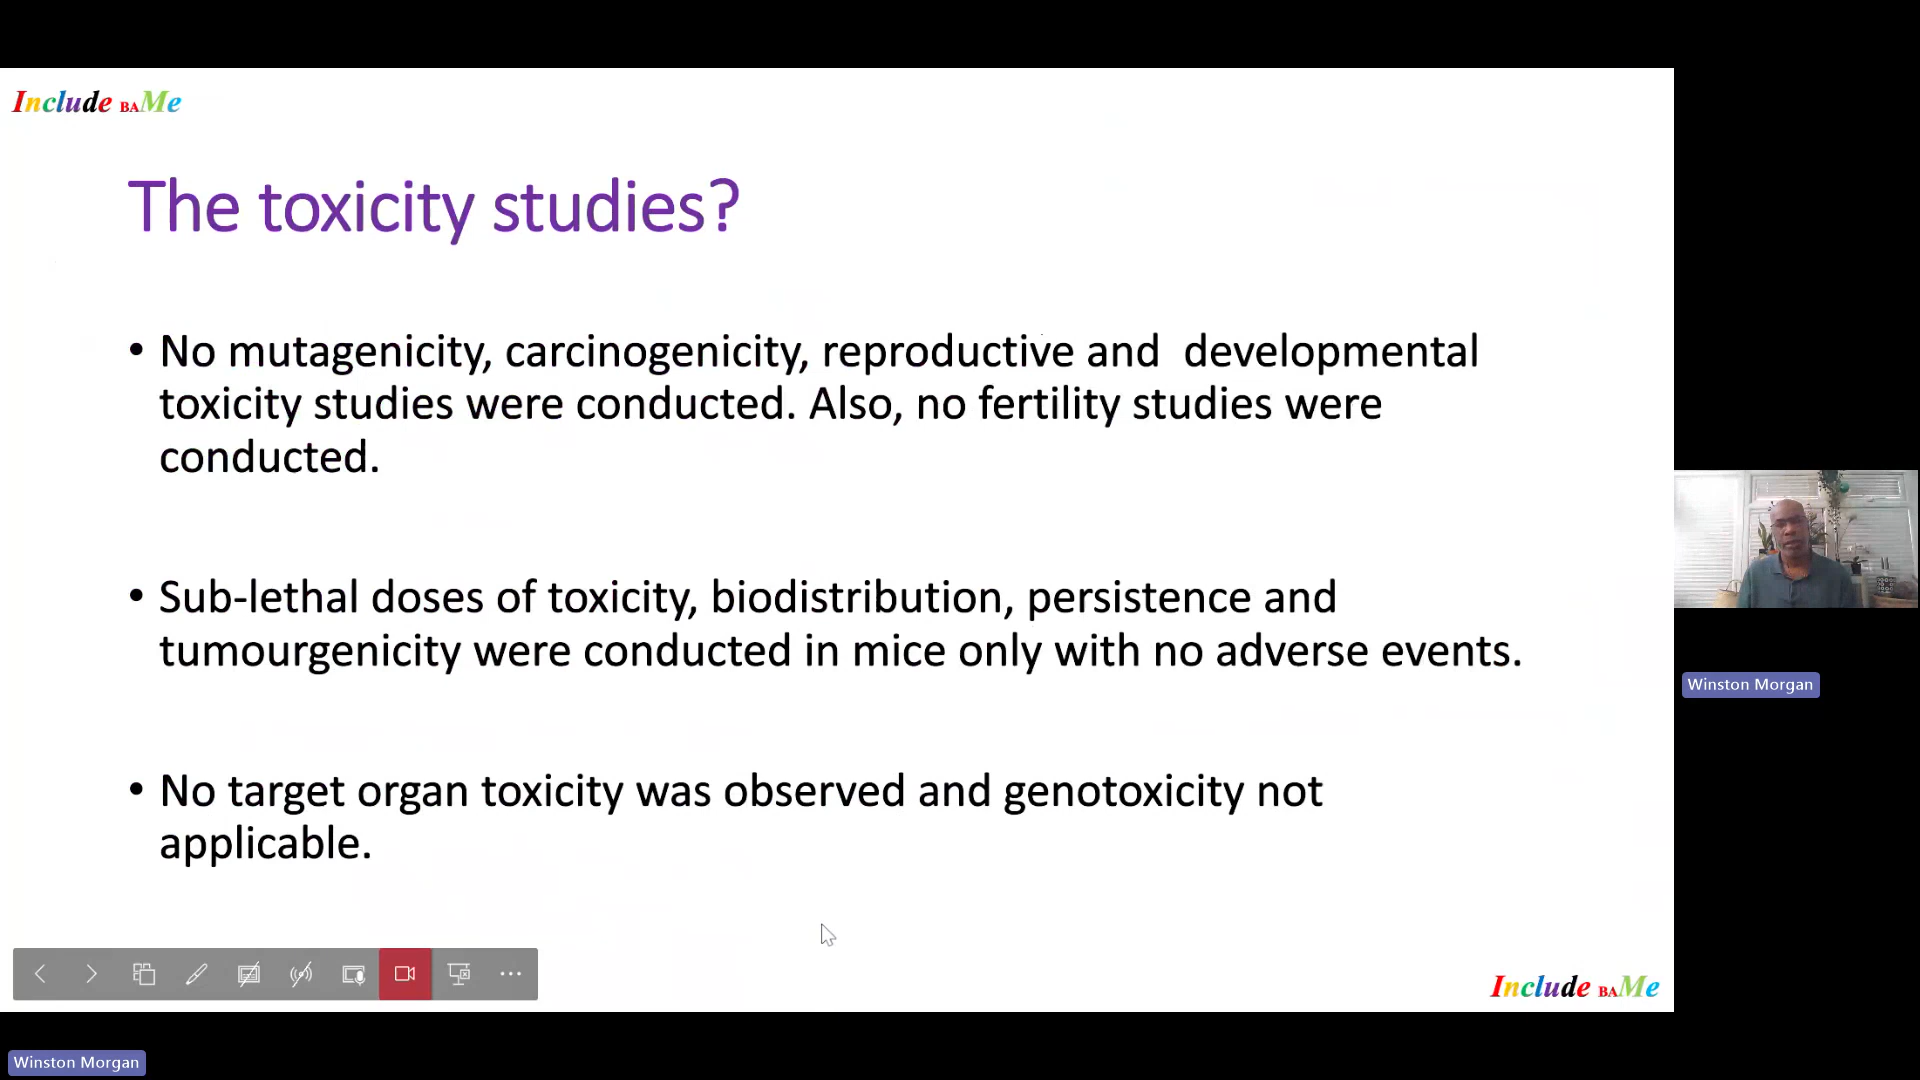 Include BAMe
The toxicity studies?
• No mutagenicity, carcinogenicity, reproductive and  developmental
toxicity studies were conducted. Also, no fertility studies were
conducted.
• Sub-lethal doses of toxicity, biodistribution, persistence and
tumourgenicity were conducted in mice only with no adverse events.
• No target organ toxicity was observed and genotoxicity not
applicable.
Include BAMe
Winston Morgan
Winston Morgan